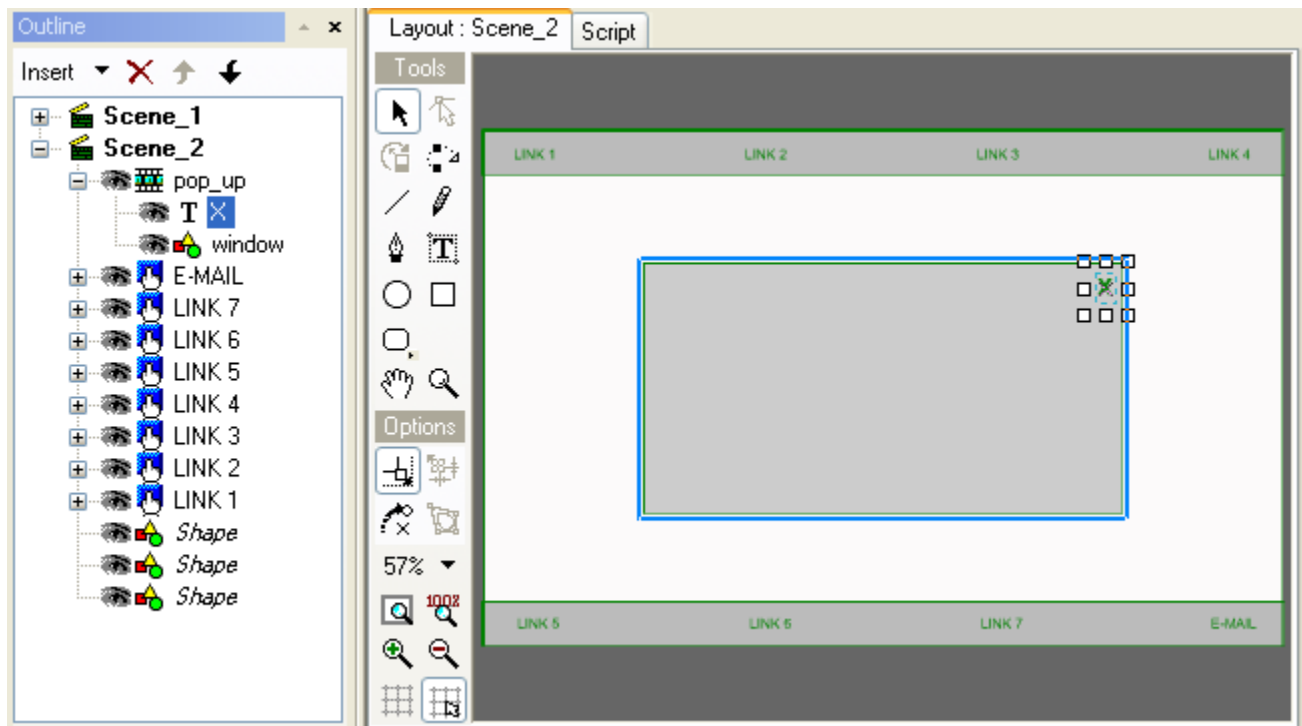 Outline
Insert
Scene_1
Scene_2
pop_up
T X
window
E-MAIL
LINK 7
LINK 6
LINK 5
LINK 4
LINK 3
LINK 2
LINK 1
Shape
Shape
Shape
Layout : Scene_2 Script
Tools
T
Options
57%
100%
LINK 1 LINK 2 LINK 3 LINK 4
X
LINK 5 LINK 6 LINK 7 E-MAIL